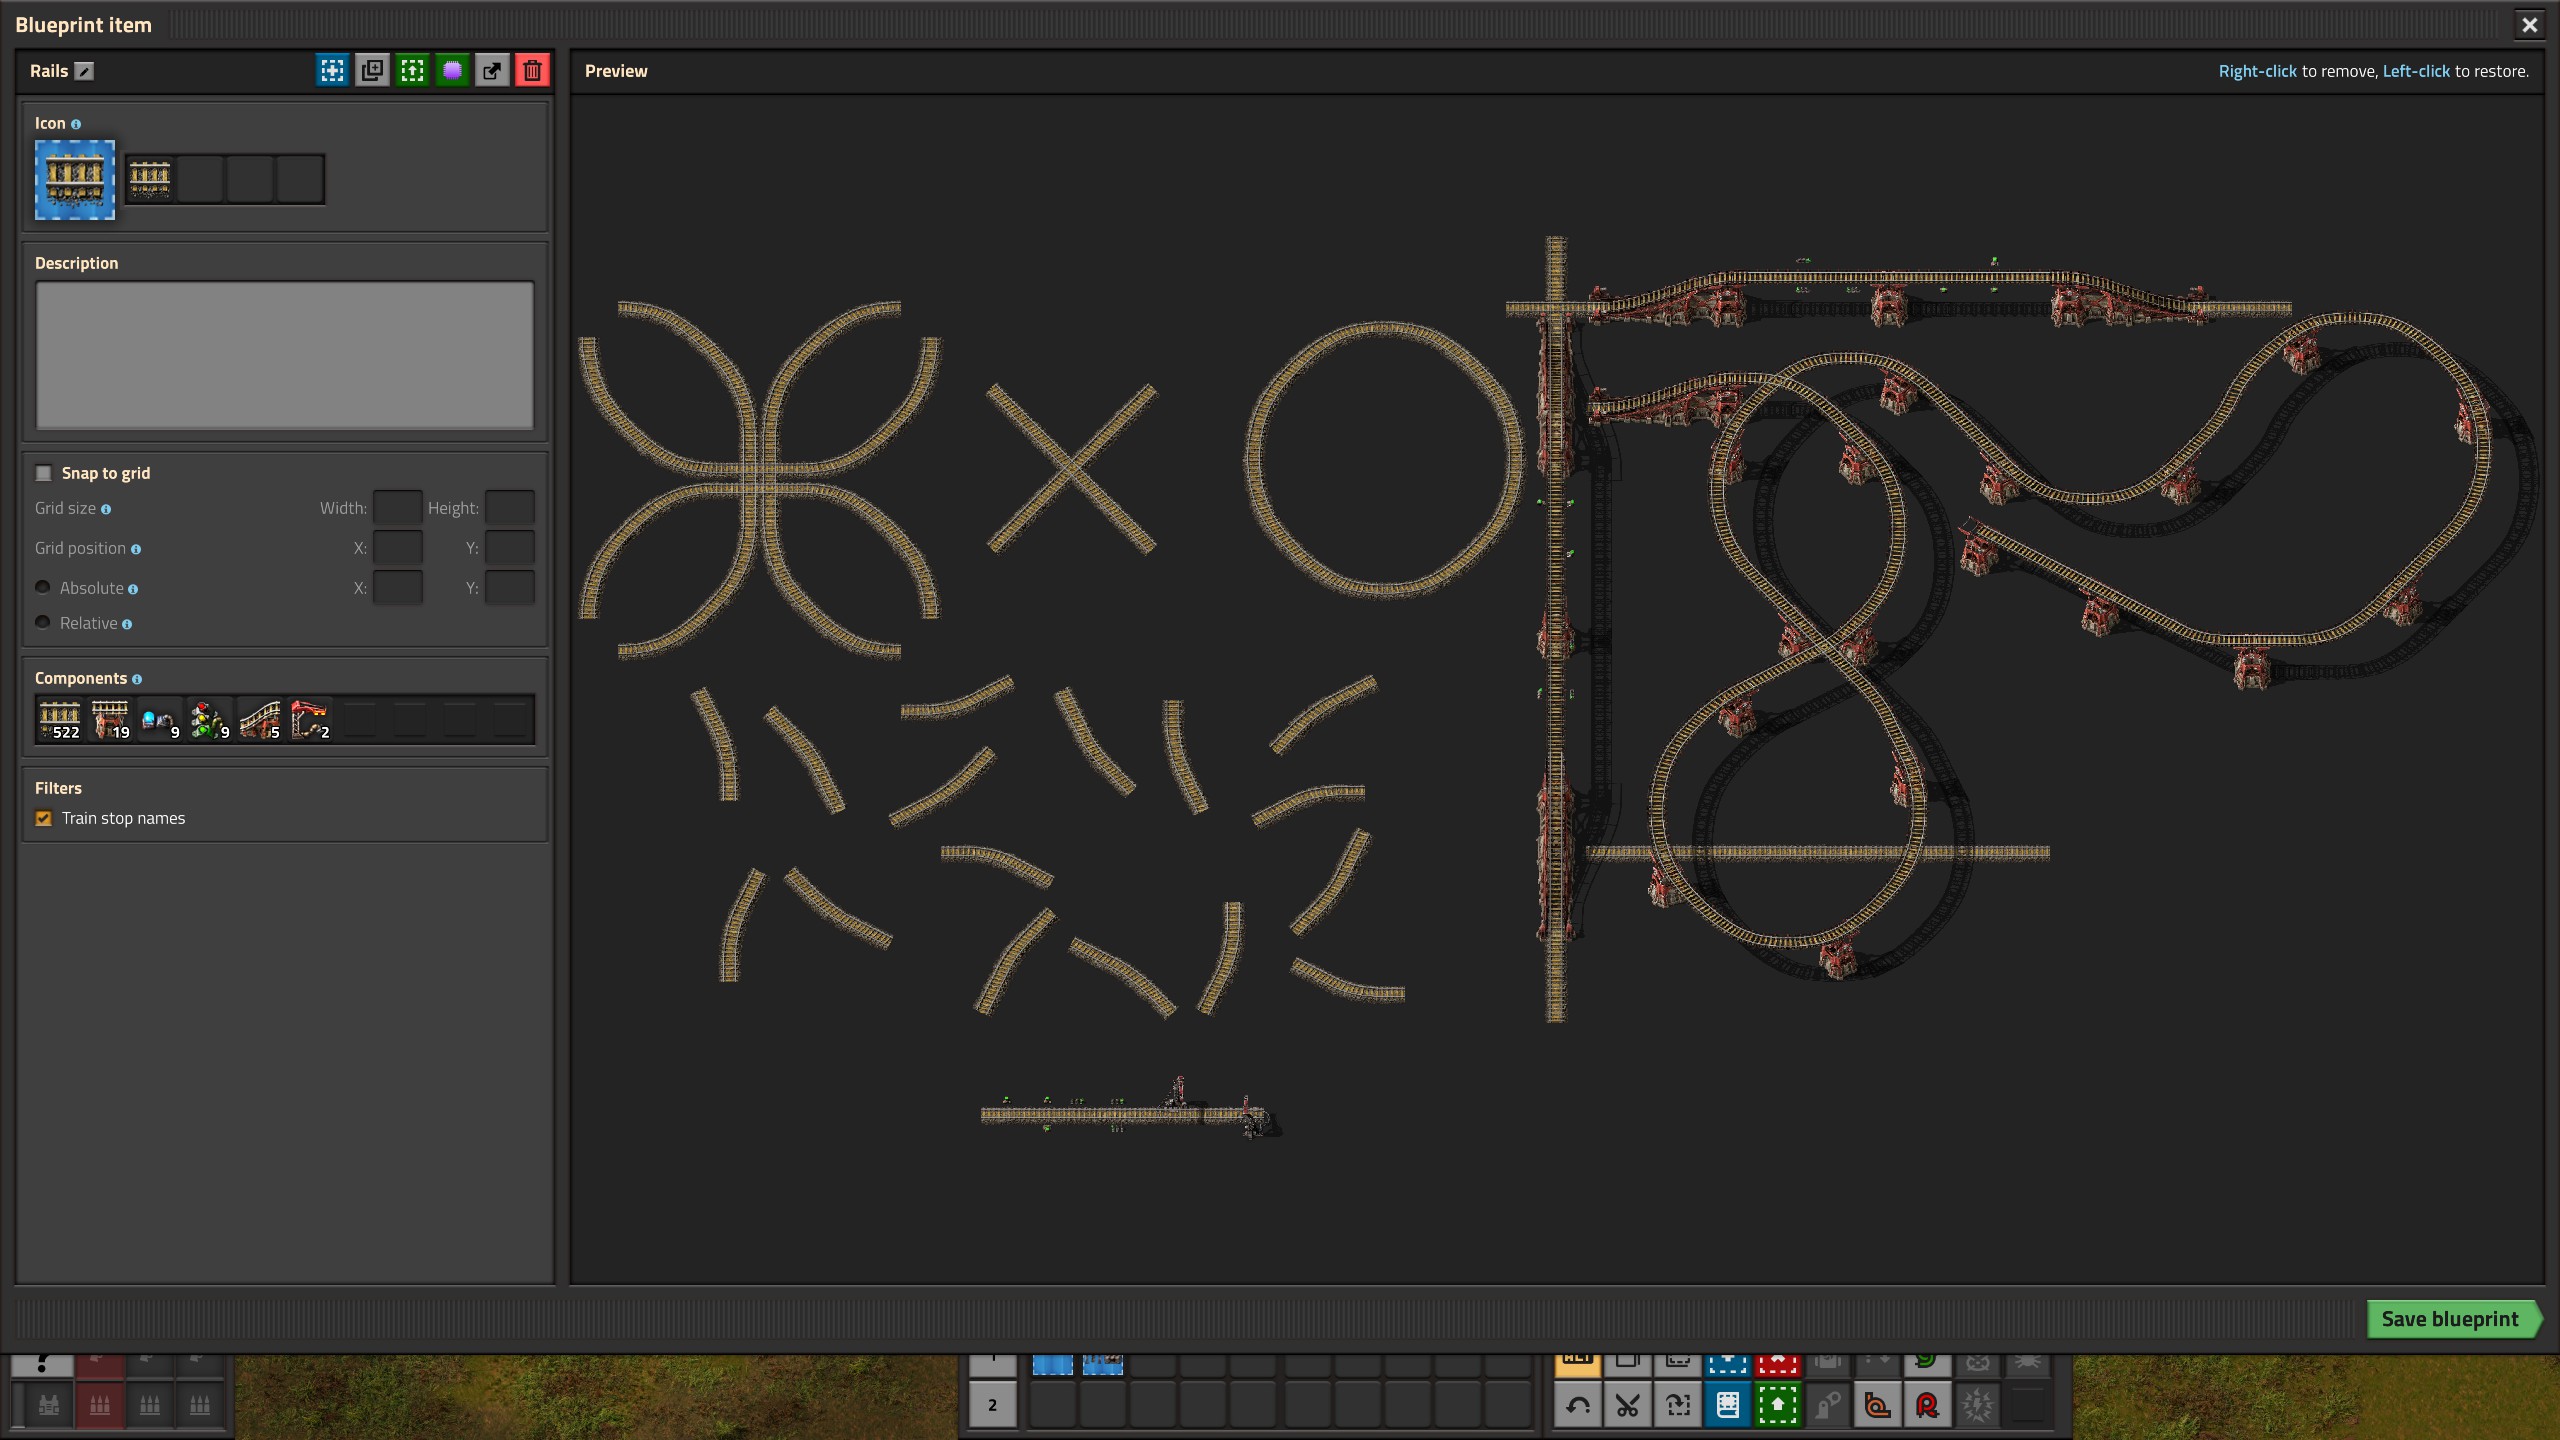 Blueprint item
Rails
Preview
Right-click to remove, Left-click to restore.
Icon
Description
Snap to grid
Grid size Width: Height:
Grid position X: Y:
Absolute X: Y:
Relative
Components
522 19 9 9 5 2
Filters
Train stop names
Save blueprint
2